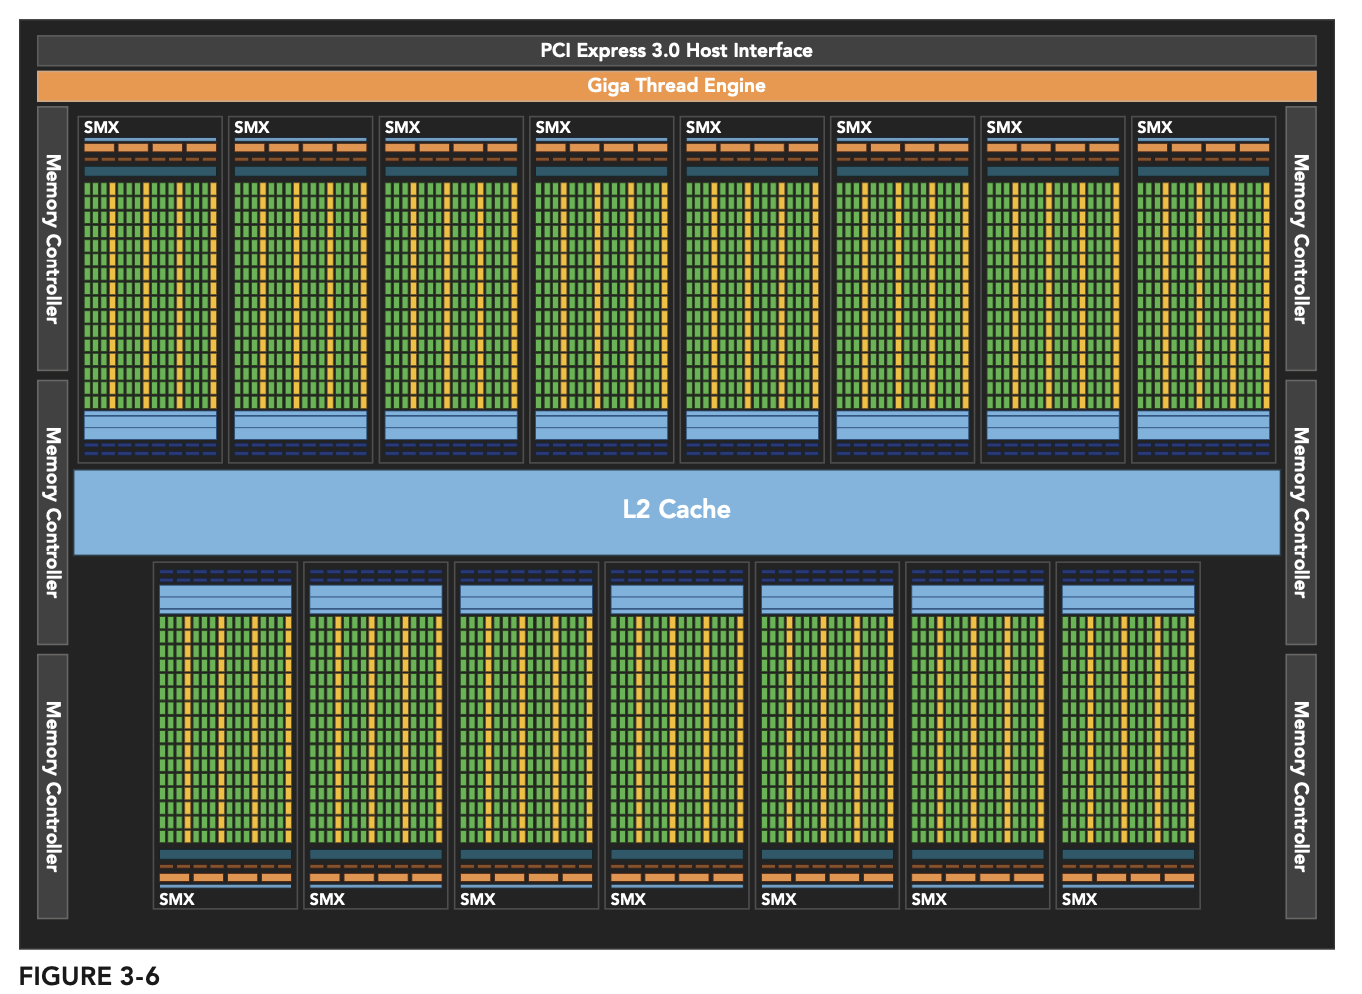 PCI Express 3.0 Host Interface
Giga Thread Engine
SMX
SMX
SMX
SMX
SMX
SMX
SMX
SMX
Memory Controller
Memory Controller
L2 Cache
Memory Controller
Memory Controller
Memory Controller
Memory Controller
SMX
SMX
SMX
SMX
SMX
SMX
SMX
FIGURE 3-6